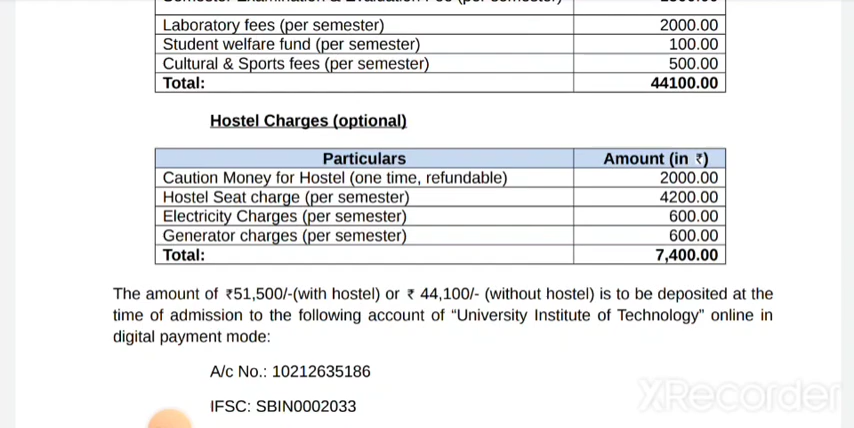 Laboratory fees (per semester) 2000.00
Student welfare fund (per semester) 100.00
Cultural & Sports fees (per semester) 500.00
Total: 44100.00
Hostel Charges (optional)
Particulars Amount (in ₹)
Caution Money for Hostel (one time, refundable) 2000.00
Hostel Seat charge (per semester) 4200.00
Electricity Charges (per semester) 600.00
Generator charges (per semester) 600.00
Total: 7,400.00
The amount of ₹51,500/-(with hostel) or ₹ 44,100/- (without hostel) is to be deposited at the
time of admission to the following account of “University Institute of Technology” online in
digital payment mode:
A/c No.: 10212635186
IFSC: SBIN0002033
XRecorder